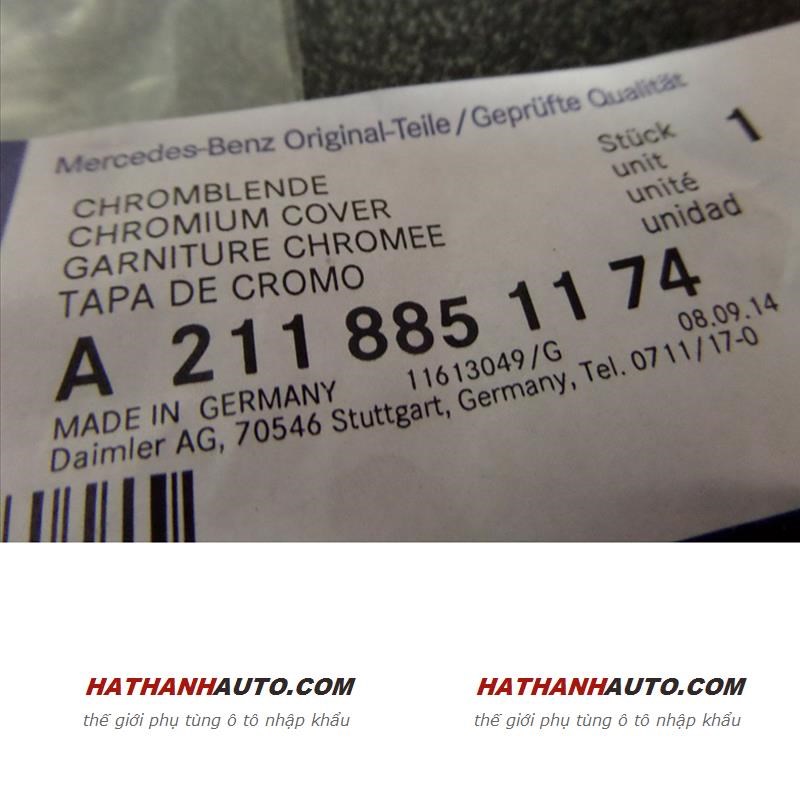 Mercedes-Benz Original-Teile/Geprüfte Qualität
CHROMBLENDE
CHROMIUM COVER
GARNITURE CHROMEE
TAPA DE CROMO
Stück 1
unit
unité
unidad
A 211 885 11 74
MADE IN GERMANY 11613049/G 08.09.14
Daimler AG, 70546 Stuttgart, Germany, Tel. 0711/17-0
HATHANHAUTO.COM HATHANHAUTO.COM
thế giới phụ tùng ô tô nhập khẩu thế giới phụ tùng ô tô nhập khẩu